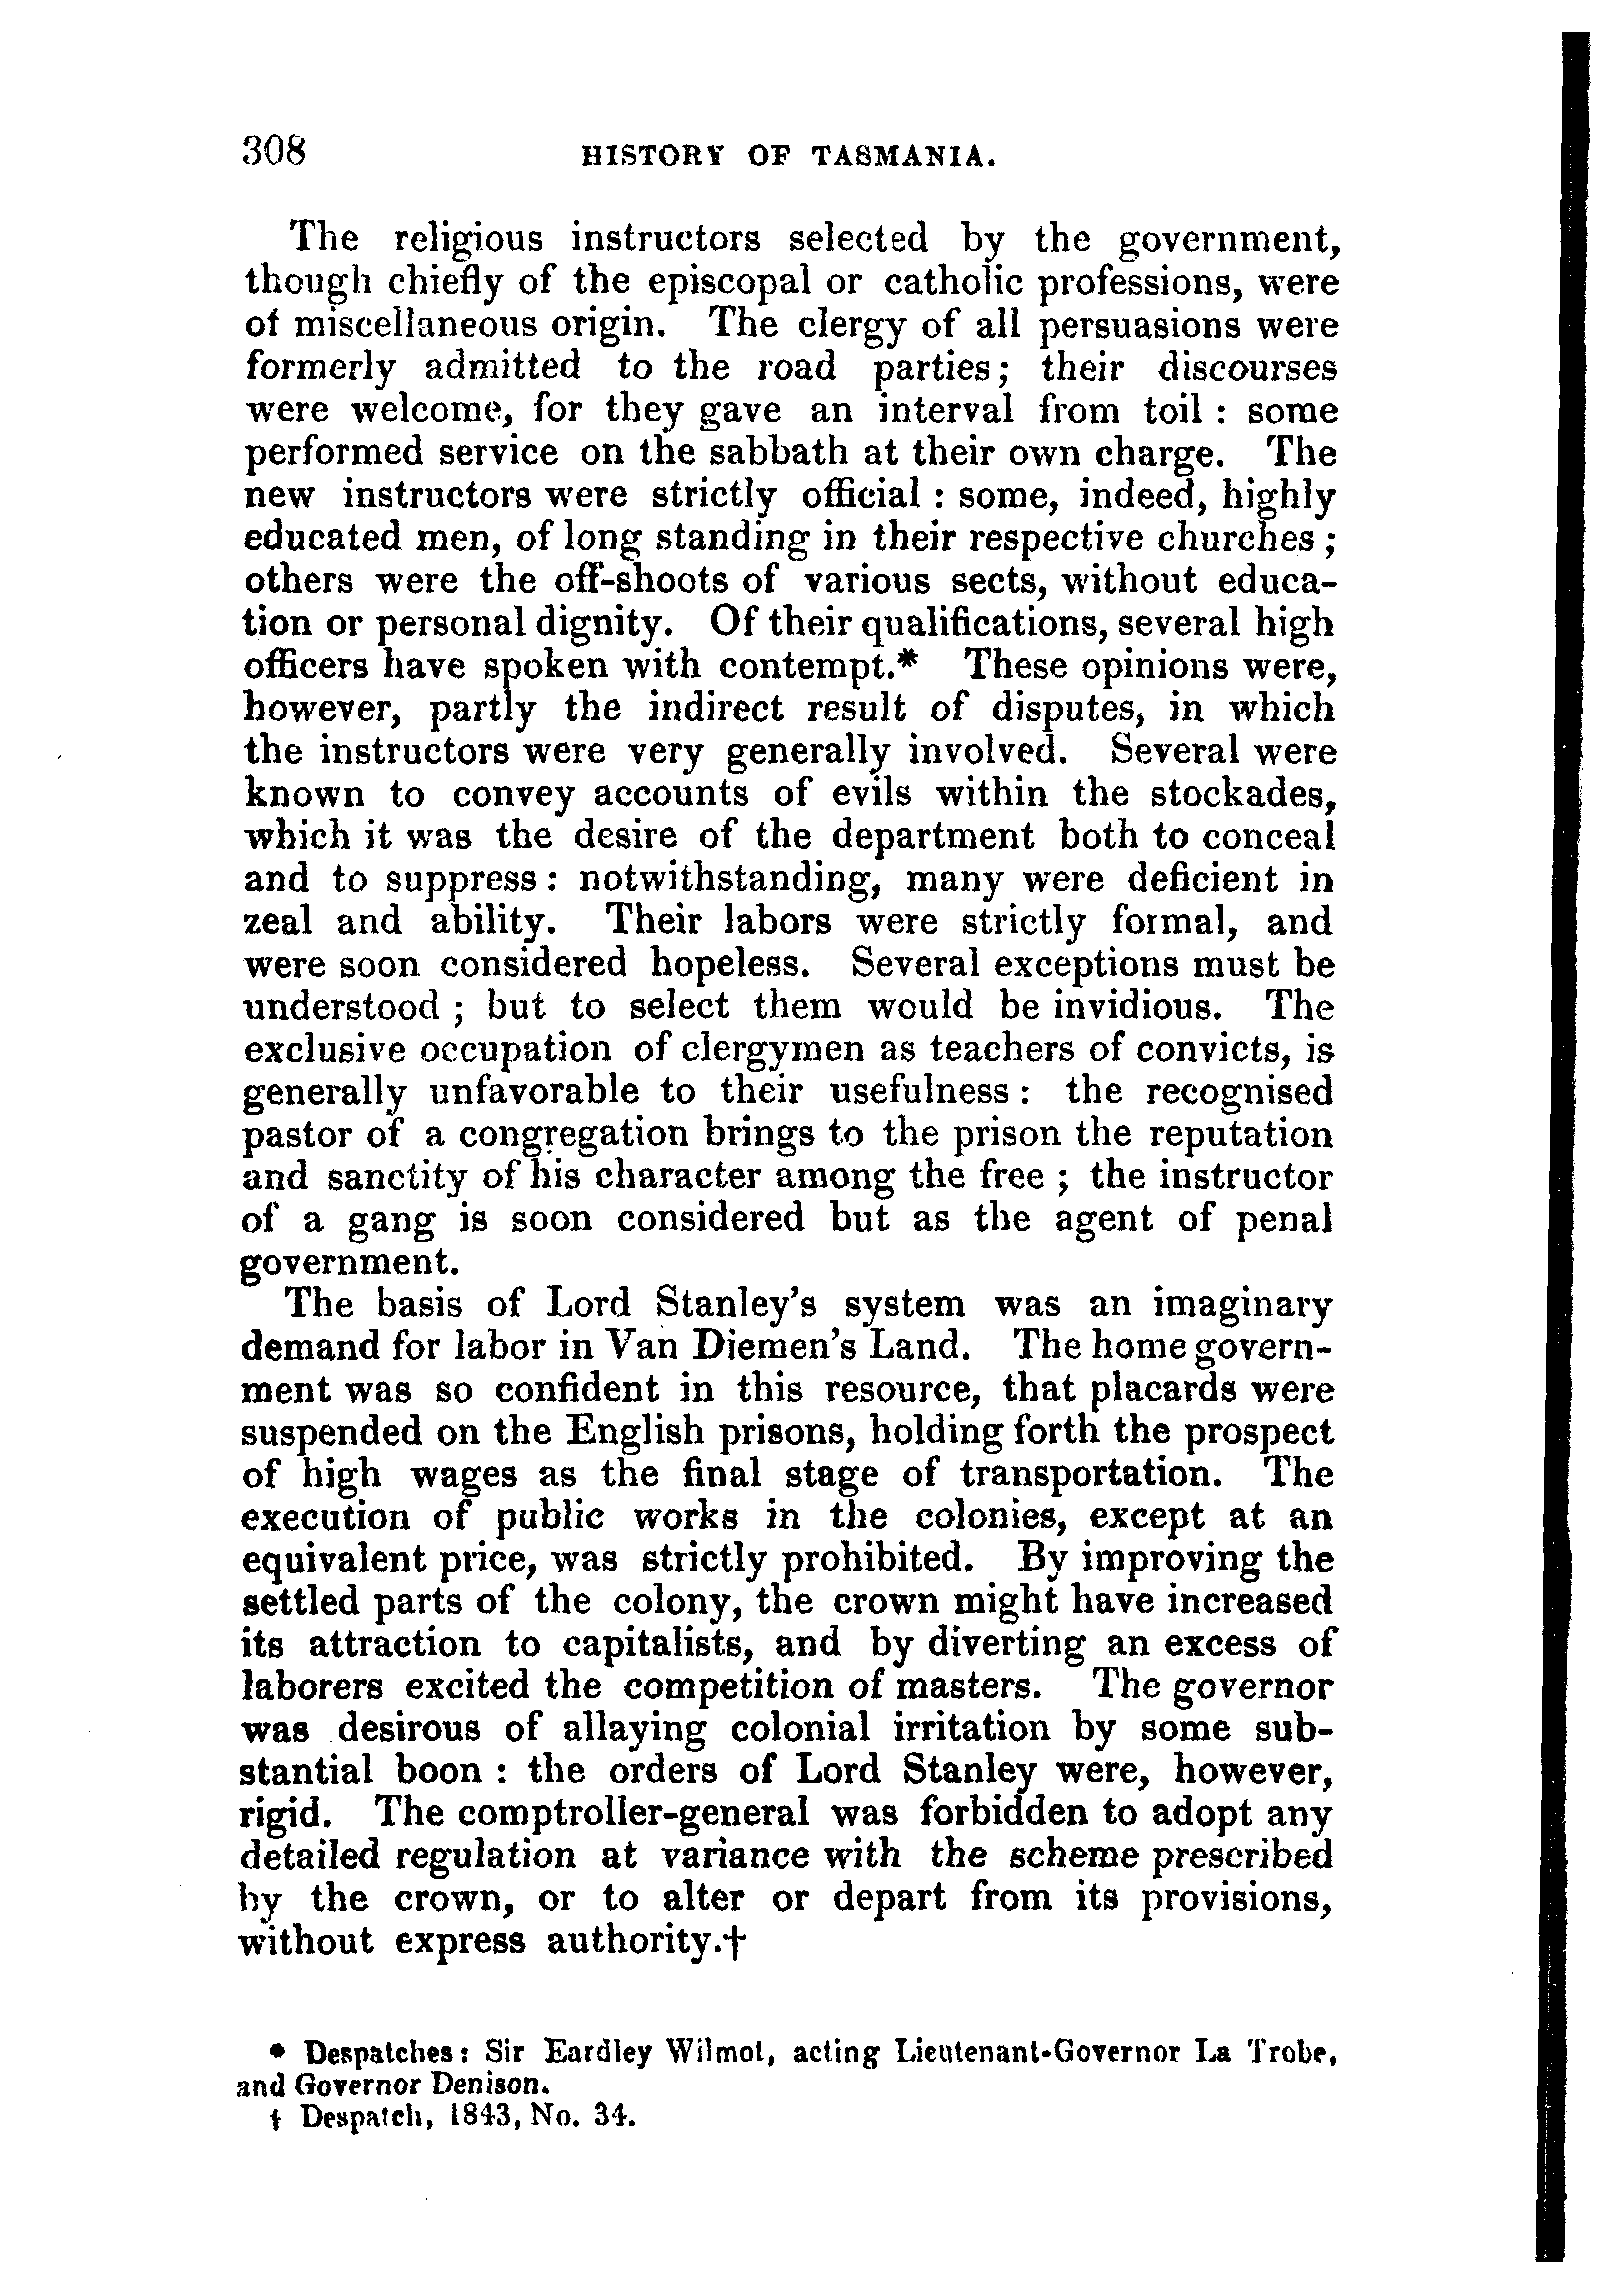 308 HISTORY OF TASMANIA.
The religious instructors selected by the government,
though chiefly of the episcopal or catholic professions, were
of miscellaneous origin. The clergy of all persuasions were
formerly admitted to the road parties; their discourses
were welcome, for they gave an interval from toil : some
performed service on the sabbath at their own charge. The
new instructors were strictly official : some, indeed, highly
educated men, of long standing in their respective churches ;
others were the off-shoots of various sects, without educa-
tion or personal dignity. Of their qualifications, several high
officers have spoken with contempt.* These opinions were,
however, partly the indirect result of disputes, in which
the instructors were very generally involved. Several were
known to convey accounts of evils within the stockades,
which it was the desire of the department both to conceal
and to suppress : notwithstanding, many were deficient in
zeal and ability. Their labors were strictly formal, and
were soon considered hopeless. Several exceptions must be
understood ; but to select them would be invidious. The
exclusive occupation of clergymen as teachers of convicts, is
generally unfavorable to their usefulness : the recognised
pastor of a congregation brings to the prison the reputation
and sanctity of his character among the free ; the instructor
of a gang is soon considered but as the agent of penal
government.
The basis of Lord Stanley's system was an imaginary
demand for labor in Van Diemen's Land. The home govern-
ment was so confident in this resource, that placards were
suspended on the English prisons, holding forth the prospect
of high wages as the final stage of transportation. The
execution of public works in the colonies, except at an
equivalent price, was strictly prohibited. By improving the
settled parts of the colony, the crown might have increased
its attraction to capitalists, and by diverting an excess of
laborers excited the competition of masters. The governor
was desirous of allaying colonial irritation by some sub-
stantial boon : the orders of Lord Stanley were, however,
rigid. The comptroller-general was forbidden to adopt any
detailed regulation at variance with the scheme prescribed
by the crown, or to alter or depart from its provisions,
without express authority.†
* Despatches: Sir Eardley Wilmot, acting Lieutenant-Governor La Trobe,
and Governor Denison.
† Despatch, 1843, No. 34.